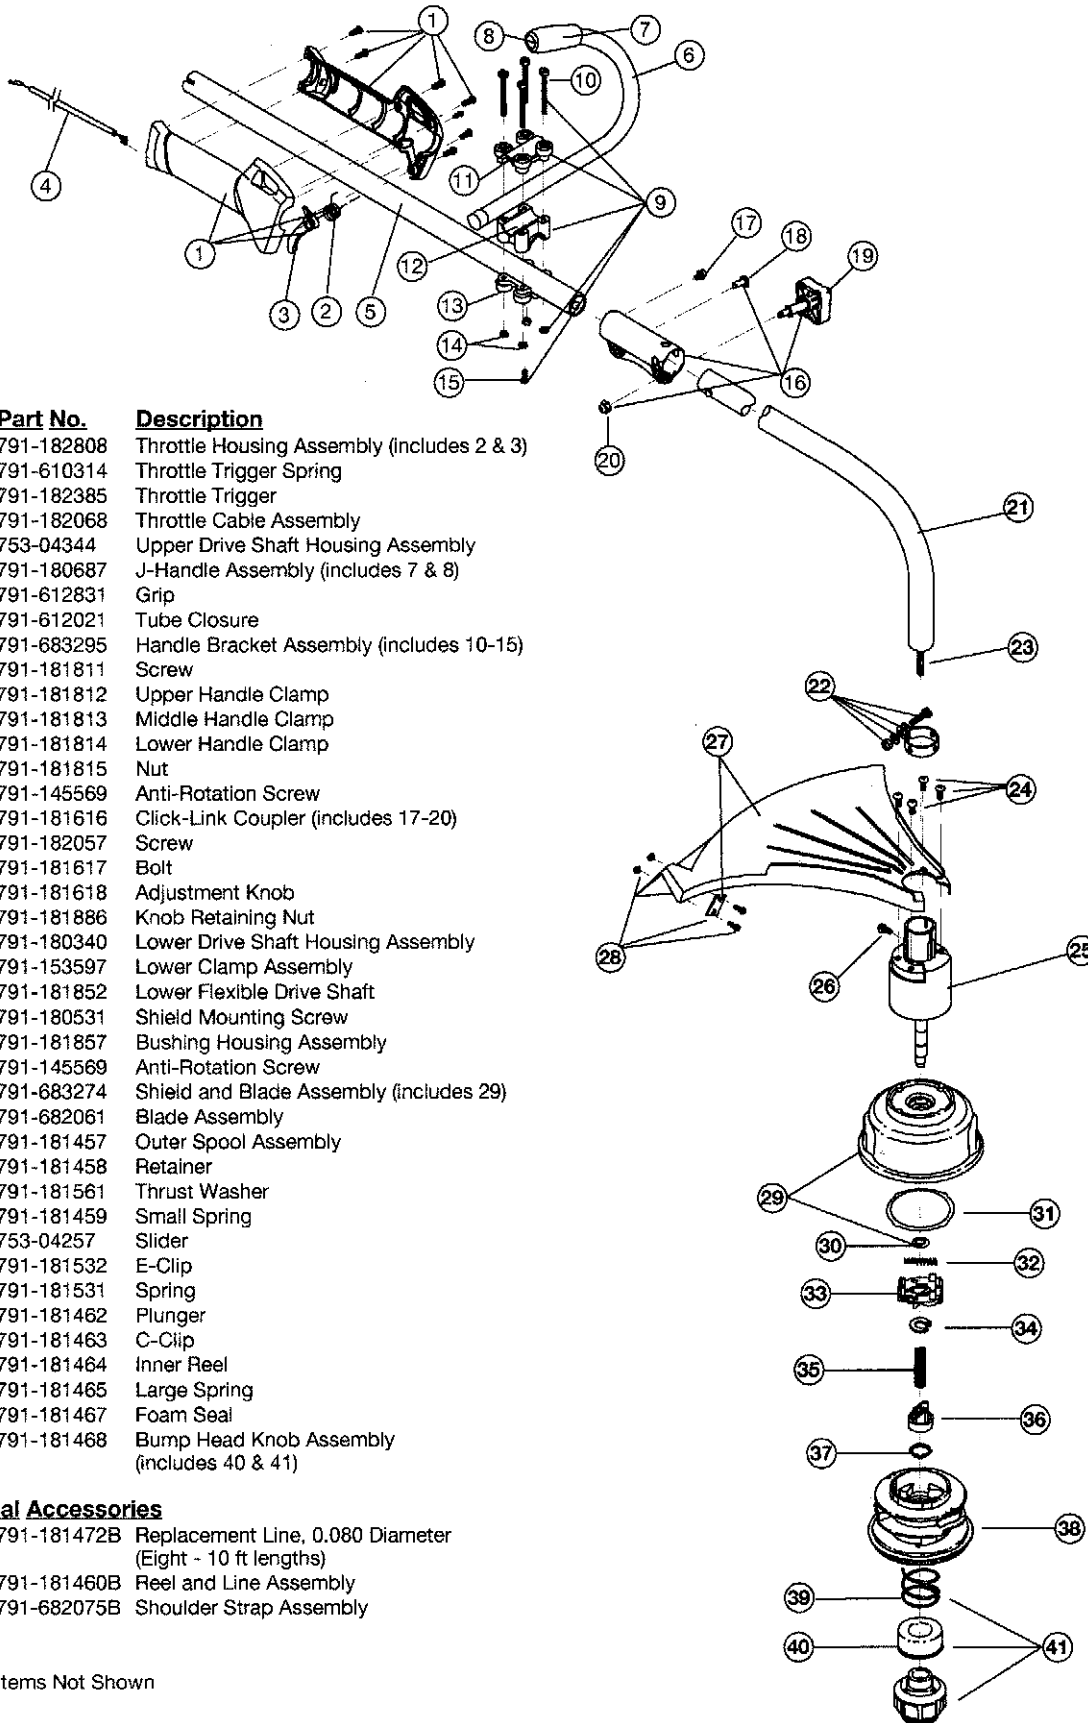 1
8
7
6
10
4
11
9
1
12
17
18
19
3
2
5
13
14
15
16
20
Part No. Description
791-182808 Throttle Housing Assembly (includes 2 & 3)
791-610314 Throttle Trigger Spring
791-182385 Throttle Trigger
791-182068 Throttle Cable Assembly
753-04344 Upper Drive Shaft Housing Assembly
791-180687 J-Handle Assembly (includes 7 & 8)
791-612831 Grip
791-612021 Tube Closure
791-683295 Handle Bracket Assembly (includes 10-15)
791-181811 Screw
791-181812 Upper Handle Clamp
791-181813 Middle Handle Clamp
791-181814 Lower Handle Clamp
791-181815 Nut
791-145569 Anti-Rotation Screw
791-181616 Click-Link Coupler (includes 17-20)
791-182057 Screw
791-181617 Bolt
791-181618 Adjustment Knob
791-181886 Knob Retaining Nut
791-180340 Lower Drive Shaft Housing Assembly
791-153597 Lower Clamp Assembly
791-181852 Lower Flexible Drive Shaft
791-180531 Shield Mounting Screw
791-181857 Bushing Housing Assembly
791-145569 Anti-Rotation Screw
791-683274 Shield and Blade Assembly (includes 29)
791-682061 Blade Assembly
791-181457 Outer Spool Assembly
791-181458 Retainer
791-181561 Thrust Washer
791-181459 Small Spring
753-04257 Slider
791-181532 E-Clip
791-181531 Spring
791-181462 Plunger
791-181463 C-Clip
791-181464 Inner Reel
791-181465 Large Spring
791-181467 Foam Seal
791-181468 Bump Head Knob Assembly
(includes 40 & 41)
al Accessories
791-181472B Replacement Line, 0.080 Diameter
(Eight - 10 ft lengths)
791-181460B Reel and Line Assembly
791-682075B Shoulder Strap Assembly
tems Not Shown
21
23
22
27
24
28
26
25
29
31
30
32
33
34
35
36
37
38
39
40
41